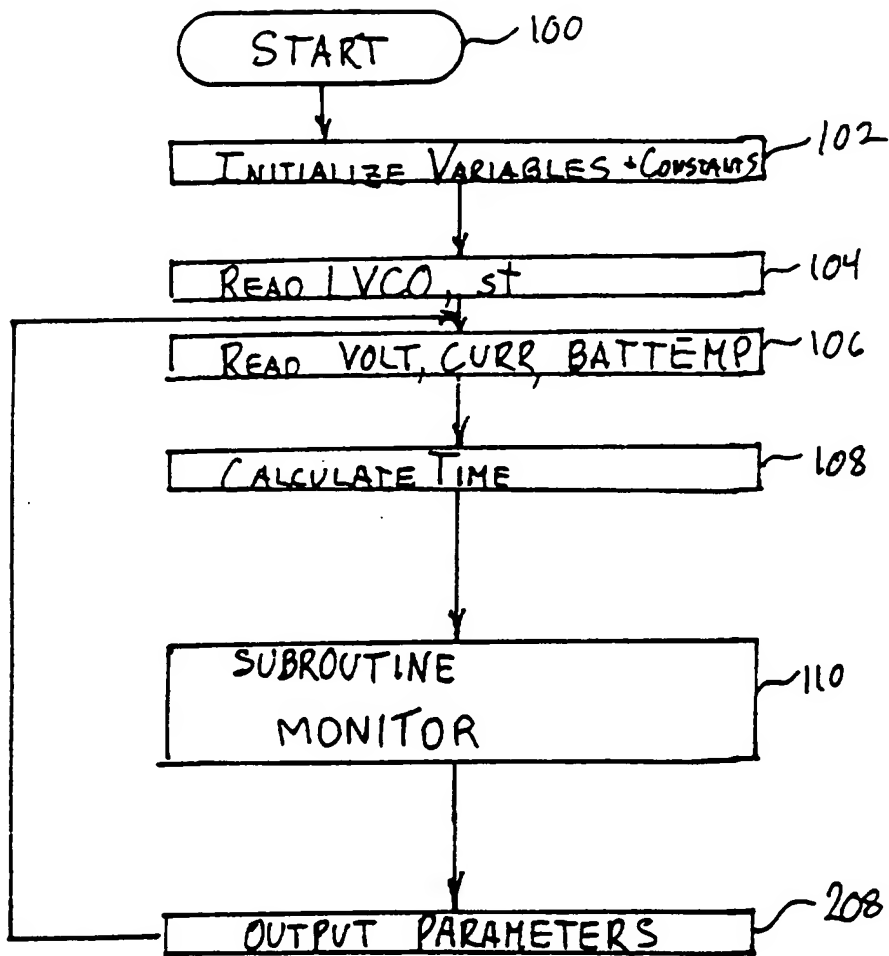 START 100
INITIALIZE VARIABLES + CONSTANTS 102
READ LVCO, st 104
READ VOLT, CURR, BATTEMP 106
CALCULATE TIME 108
SUBROUTINE
MONITOR 110
OUTPUT PARAMETERS 208